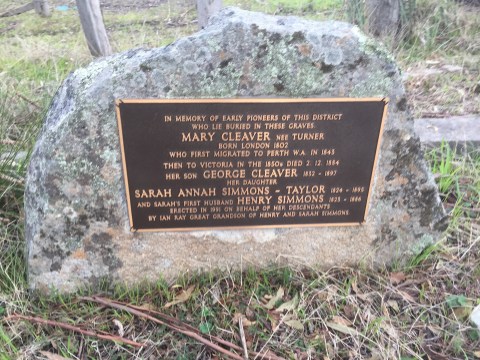 IN MEMORY OF EARLY PIONEERS OF THIS DISTRICT
WHO LIE BURIED IN THESE GRAVES.
MARY CLEAVER NEE TURNER
BORN LONDON 1802
WHO FIRST MIGRATED TO PERTH W.A. IN 1843
THEN TO VICTORIA IN THE 1850s DIED 2. 12. 1884
HER SON GEORGE CLEAVER 1832 - 1897
HER DAUGHTER
SARAH ANNAH SIMMONS - TAYLOR 1824 - 1895
AND SARAH'S FIRST HUSBAND HENRY SIMMONS 1825 - 1866
ERECTED IN 1991 ON BEHALF OF HER DESCENDANTS
BY IAN RAY GREAT GRANDSON OF HENRY AND SARAH SIMMONS.